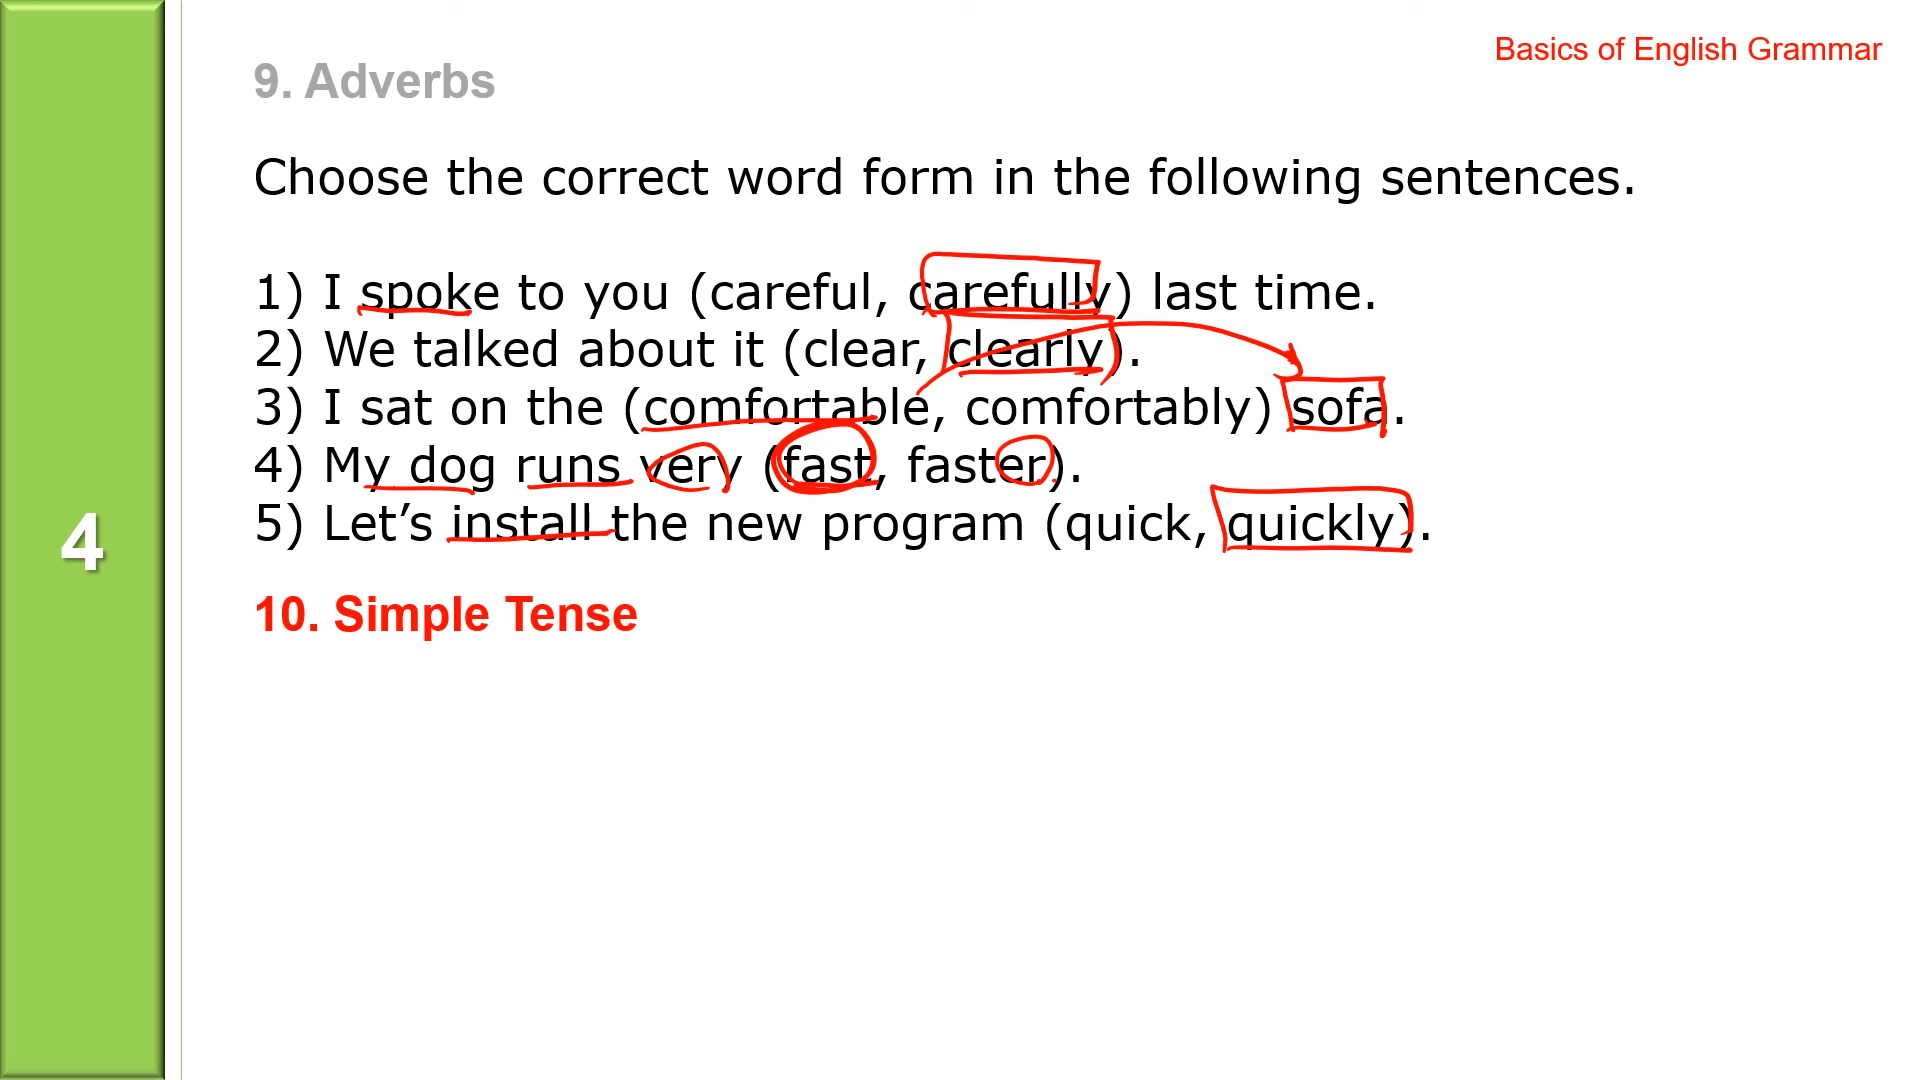 Basics of English Grammar
9. Adverbs
Choose the correct word form in the following sentences.
1) I spoke to you (careful, carefully) last time.
2) We talked about it (clear, clearly).
3) I sat on the (comfortable, comfortably) sofa.
4) My dog runs very (fast, faster).
5) Let’s install the new program (quick, quickly).
4
10. Simple Tense